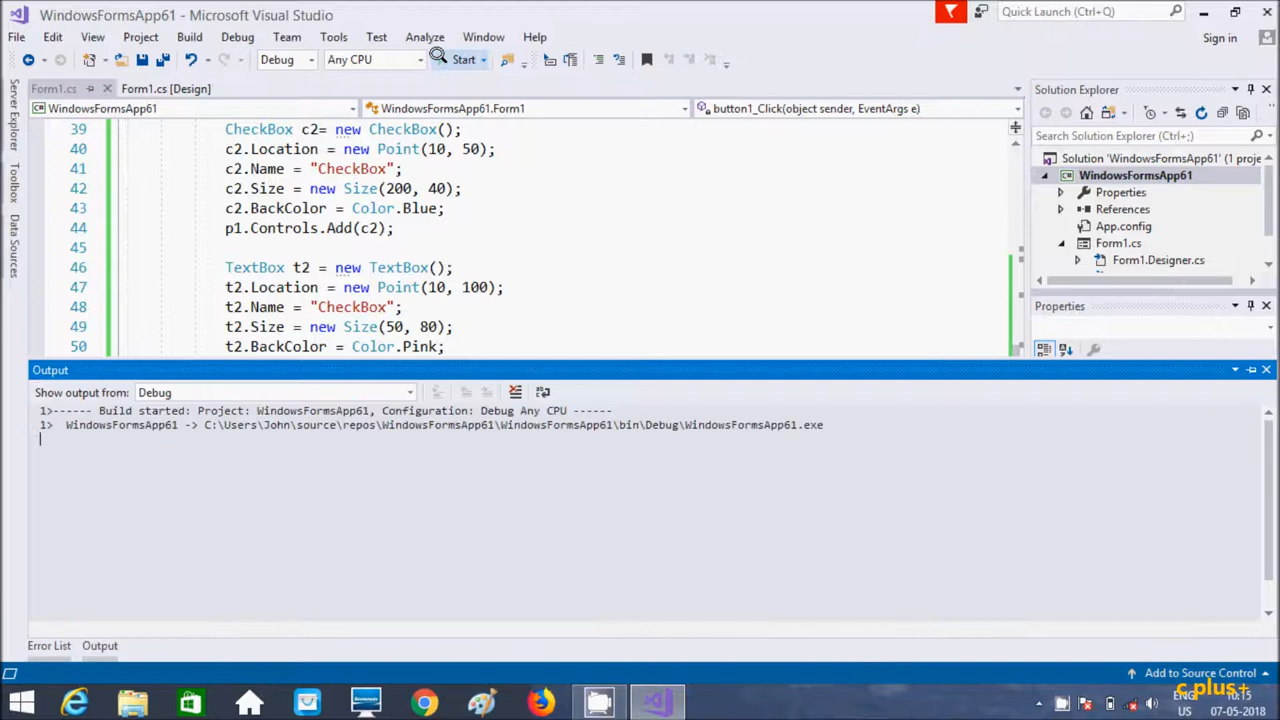 WindowsFormsApp61 - Microsoft Visual Studio
Quick Launch (Ctrl+Q)
File Edit View Project Build Debug Team Tools Test Analyze Window Help
Sign in
Debug Any CPU Start
Form1.cs Form1.cs [Design]
WindowsFormsApp61 WindowsFormsApp61.Form1 button1_Click(object sender, EventArgs e)
Server Explorer
Toolbox
Data Sources
39 CheckBox c2= new CheckBox();
40 c2.Location = new Point(10, 50);
41 c2.Name = "CheckBox";
42 c2.Size = new Size(200, 40);
43 c2.BackColor = Color.Blue;
44 p1.Controls.Add(c2);
45
46 TextBox t2 = new TextBox();
47 t2.Location = new Point(10, 100);
48 t2.Name = "CheckBox";
49 t2.Size = new Size(50, 80);
50 t2.BackColor = Color.Pink;
Solution Explorer
Search Solution Explorer (Ctrl+;)
Solution 'WindowsFormsApp61' (1 proje
WindowsFormsApp61
Properties
References
App.config
Form1.cs
Form1.Designer.cs
Properties
Output
Show output from: Debug
1>------ Build started: Project: WindowsFormsApp61, Configuration: Debug Any CPU ------
1> WindowsFormsApp61 -> C:\Users\John\source\repos\WindowsFormsApp61\WindowsFormsApp61\bin\Debug\WindowsFormsApp61.exe
Error List Output
Add to Source Control
c plus+
ENG 10:15
US 07-05-2018